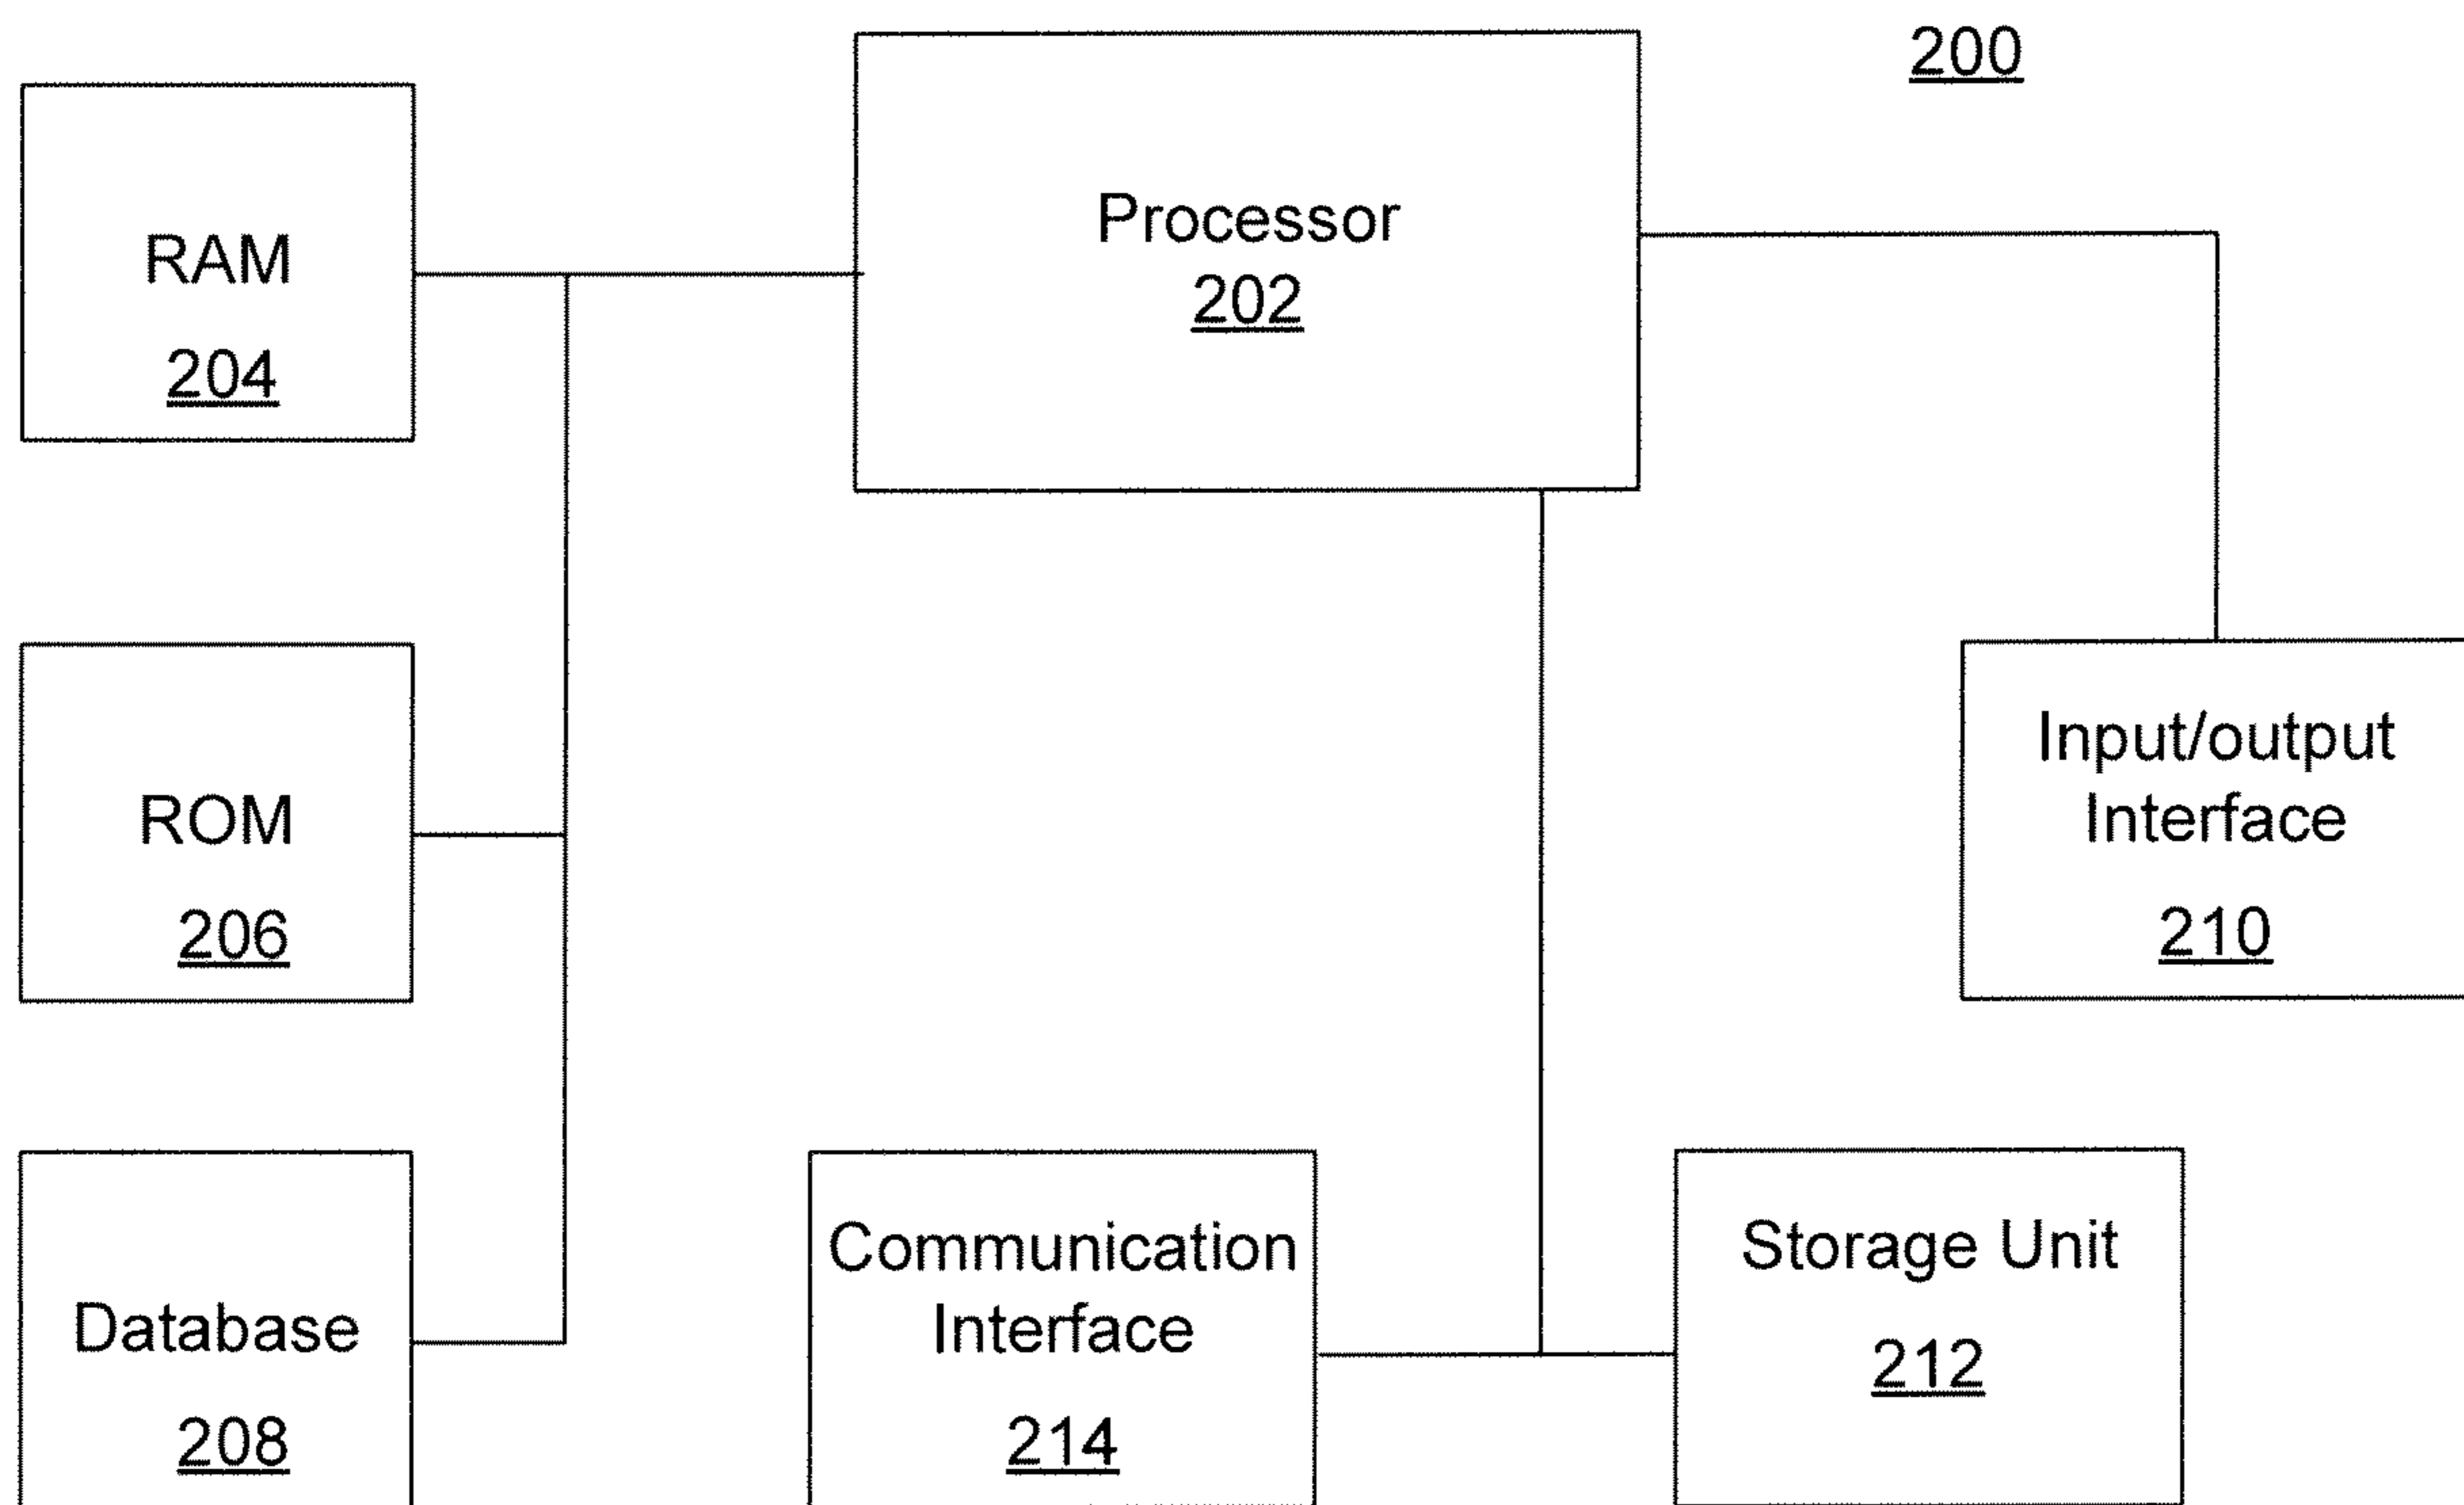 200
Processor
202
RAM
204
ROM
206
Input/output
Interface
210
Database
208
Communication
Interface
214
Storage Unit
212